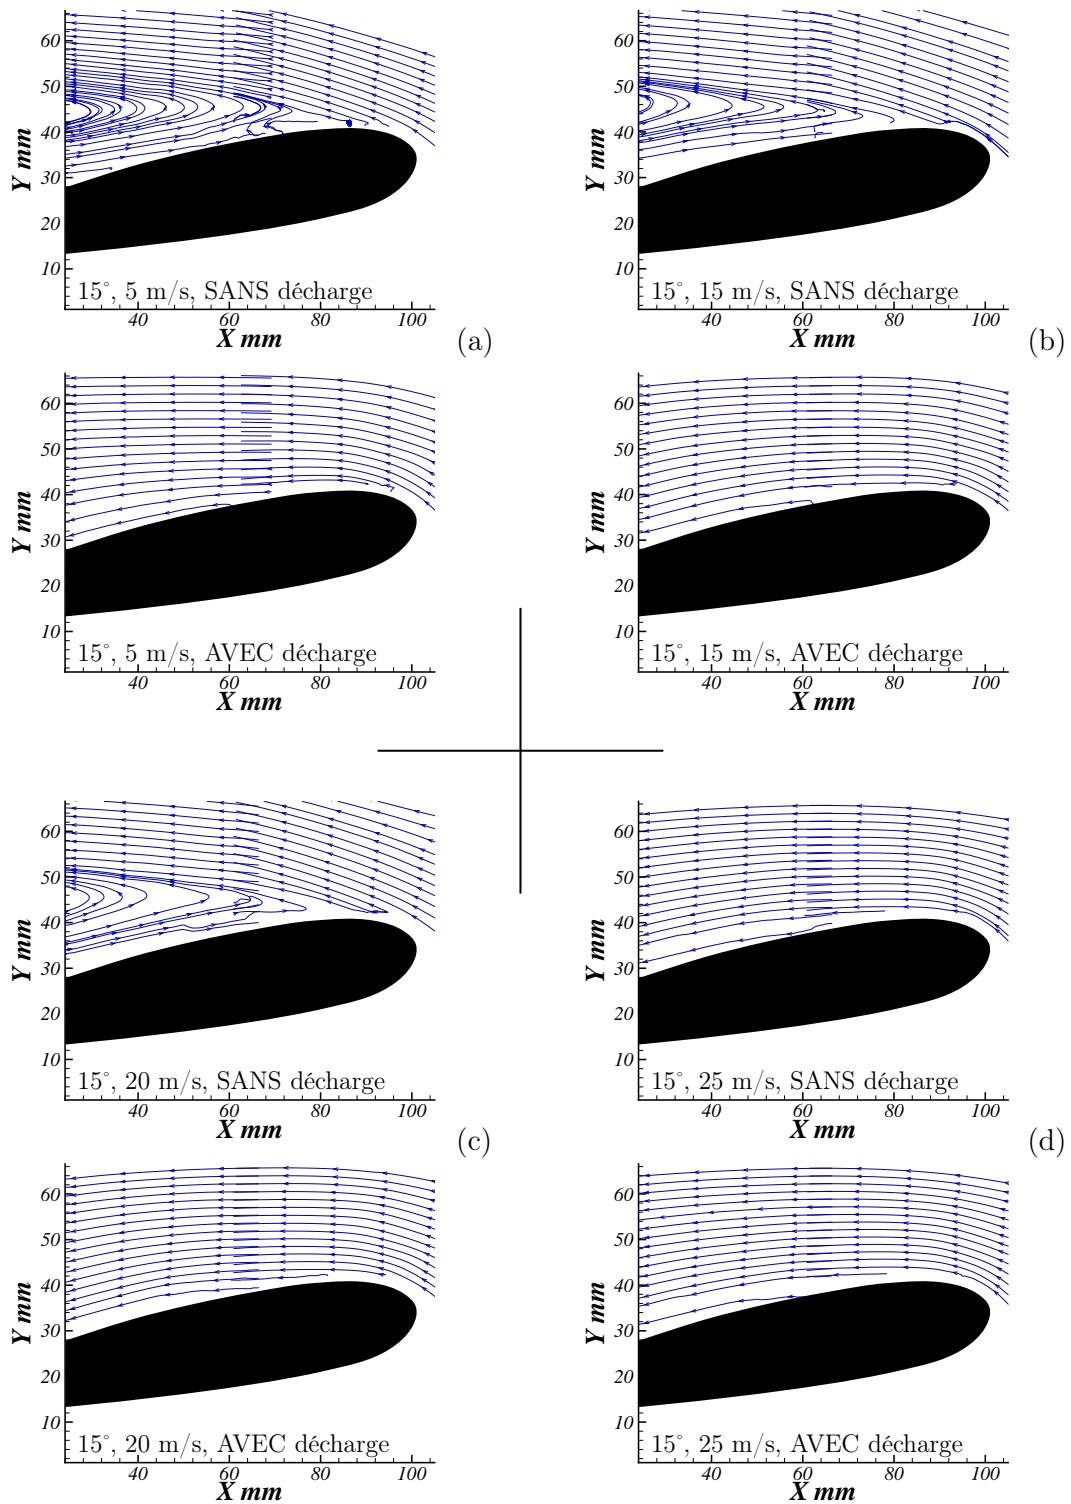 60
50
40
30
20
10
Y mm
15°, 5 m/s, SANS décharge
40 60 80 100
X mm
(a)
60
50
40
30
20
10
Y mm
15°, 15 m/s, SANS décharge
40 60 80 100
X mm
(b)
60
50
40
30
20
10
Y mm
15°, 5 m/s, AVEC décharge
40 60 80 100
X mm
60
50
40
30
20
10
Y mm
15°, 15 m/s, AVEC décharge
40 60 80 100
X mm
60
50
40
30
20
10
Y mm
15°, 20 m/s, SANS décharge
40 60 80 100
X mm
(c)
60
50
40
30
20
10
Y mm
15°, 25 m/s, SANS décharge
40 60 80 100
X mm
(d)
60
50
40
30
20
10
Y mm
15°, 20 m/s, AVEC décharge
40 60 80 100
X mm
60
50
40
30
20
10
Y mm
15°, 25 m/s, AVEC décharge
40 60 80 100
X mm